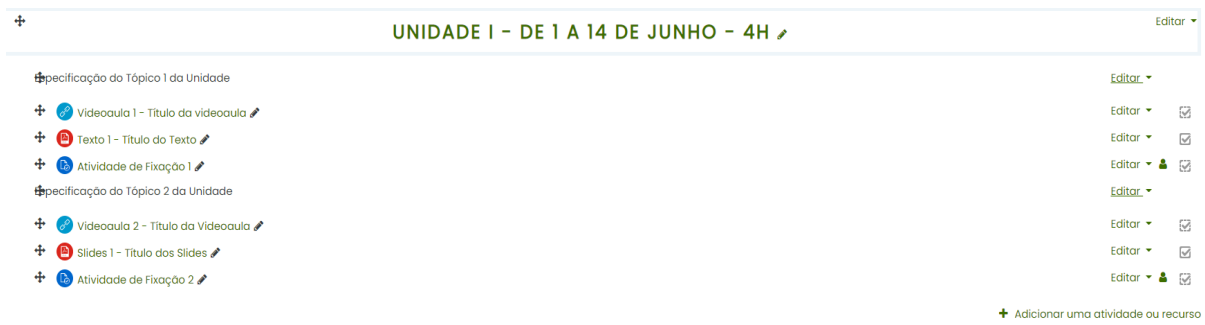 UNIDADE I - DE 1 A 14 DE JUNHO - 4H
Editar
Especificação do Tópico 1 da Unidade
Editar
Videoaula 1 - Título da videoaula
Editar
Texto 1 - Título do Texto
Editar
Atividade de Fixação 1
Editar
Especificação do Tópico 2 da Unidade
Editar
Videoaula 2 - Título da Videoaula
Editar
Slides 1 - Título dos Slides
Editar
Atividade de Fixação 2
Editar
Adicionar uma atividade ou recurso